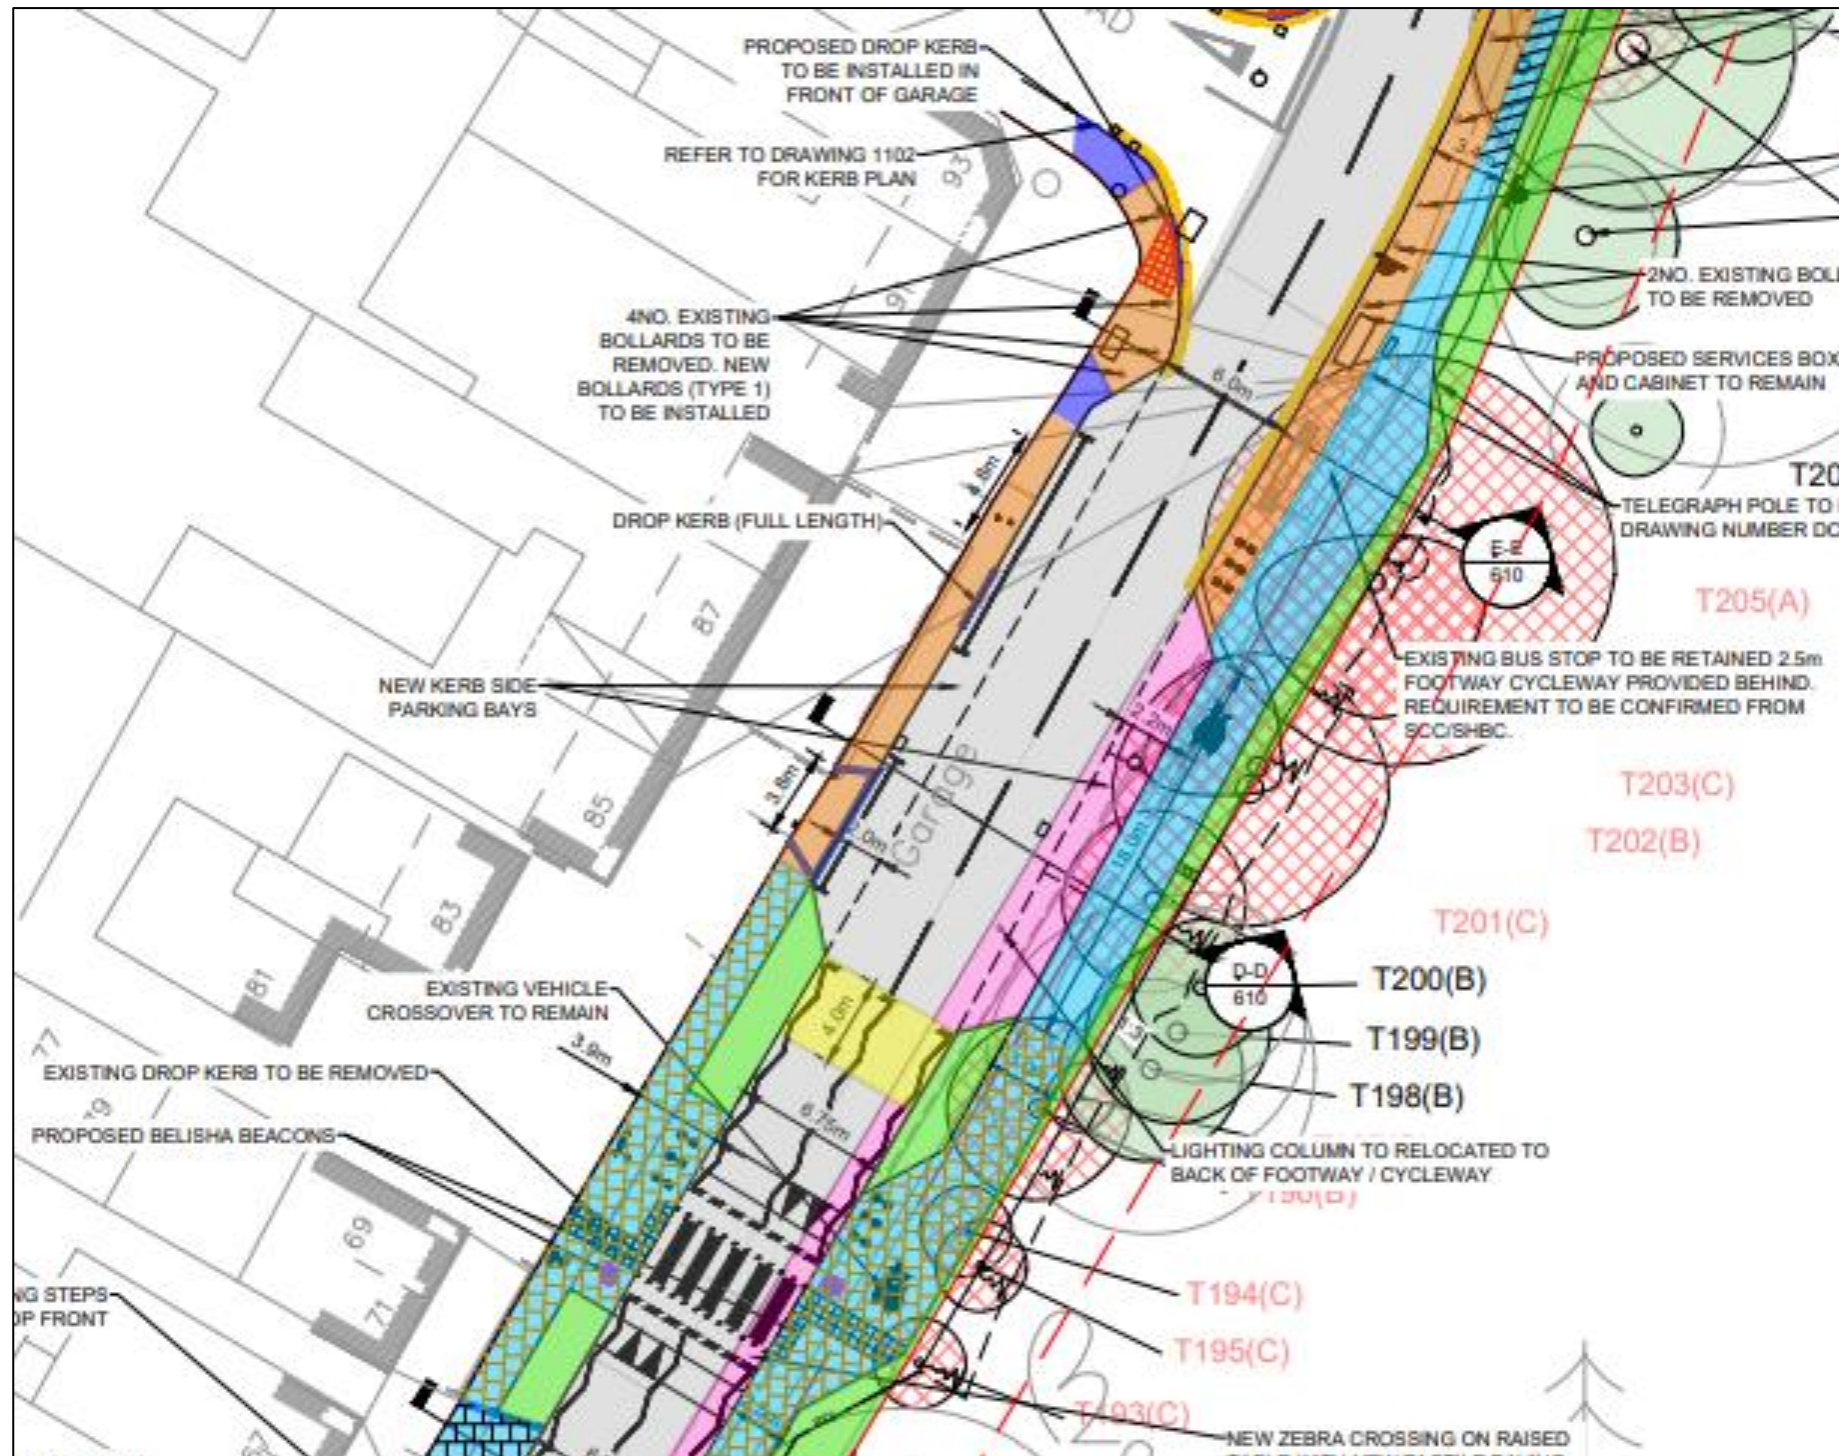 PROPOSED DROP KERB
TO BE INSTALLED IN
FRONT OF GARAGE
REFER TO DRAWING 1102
FOR KERB PLAN
93
4NO. EXISTING
BOLLARDS TO BE
REMOVED. NEW
BOLLARDS (TYPE 1)
TO BE INSTALLED
2NO. EXISTING
TO BE REMOVED
PROPOSED SERVICES BOX
AND CABINET TO REMAIN
6.0m
4.8m
DROP KERB (FULL LENGTH)
TELEGRAPH POLE TO
DRAWING NUMBER
610
T205(A)
87
NEW KERB SIDE
PARKING BAYS
EXISTING BUS STOP TO BE RETAINED 2.5m
FOOTWAY CYCLEWAY PROVIDED BEHIND.
REQUIREMENT TO BE CONFIRMED FROM
SCC/SHBC.
2.2m
3.8m
Garage
85
T203(C)
T202(B)
18.0m
83
81
T201(C)
D-D
610
T200(B)
EXISTING VEHICLE
CROSSOVER TO REMAIN
4.0m
T199(B)
77
3.9m
EXISTING DROP KERB TO BE REMOVED
T198(B)
79
6.75m
PROPOSED BELISHA BEACONS
LIGHTING COLUMN TO RELOCATED TO
BACK OF FOOTWAY / CYCLEWAY
69
71
STEPS
FRONT
T194(C)
T195(C)
T193(C)
67
NEW ZEBRA CROSSING ON RAISED